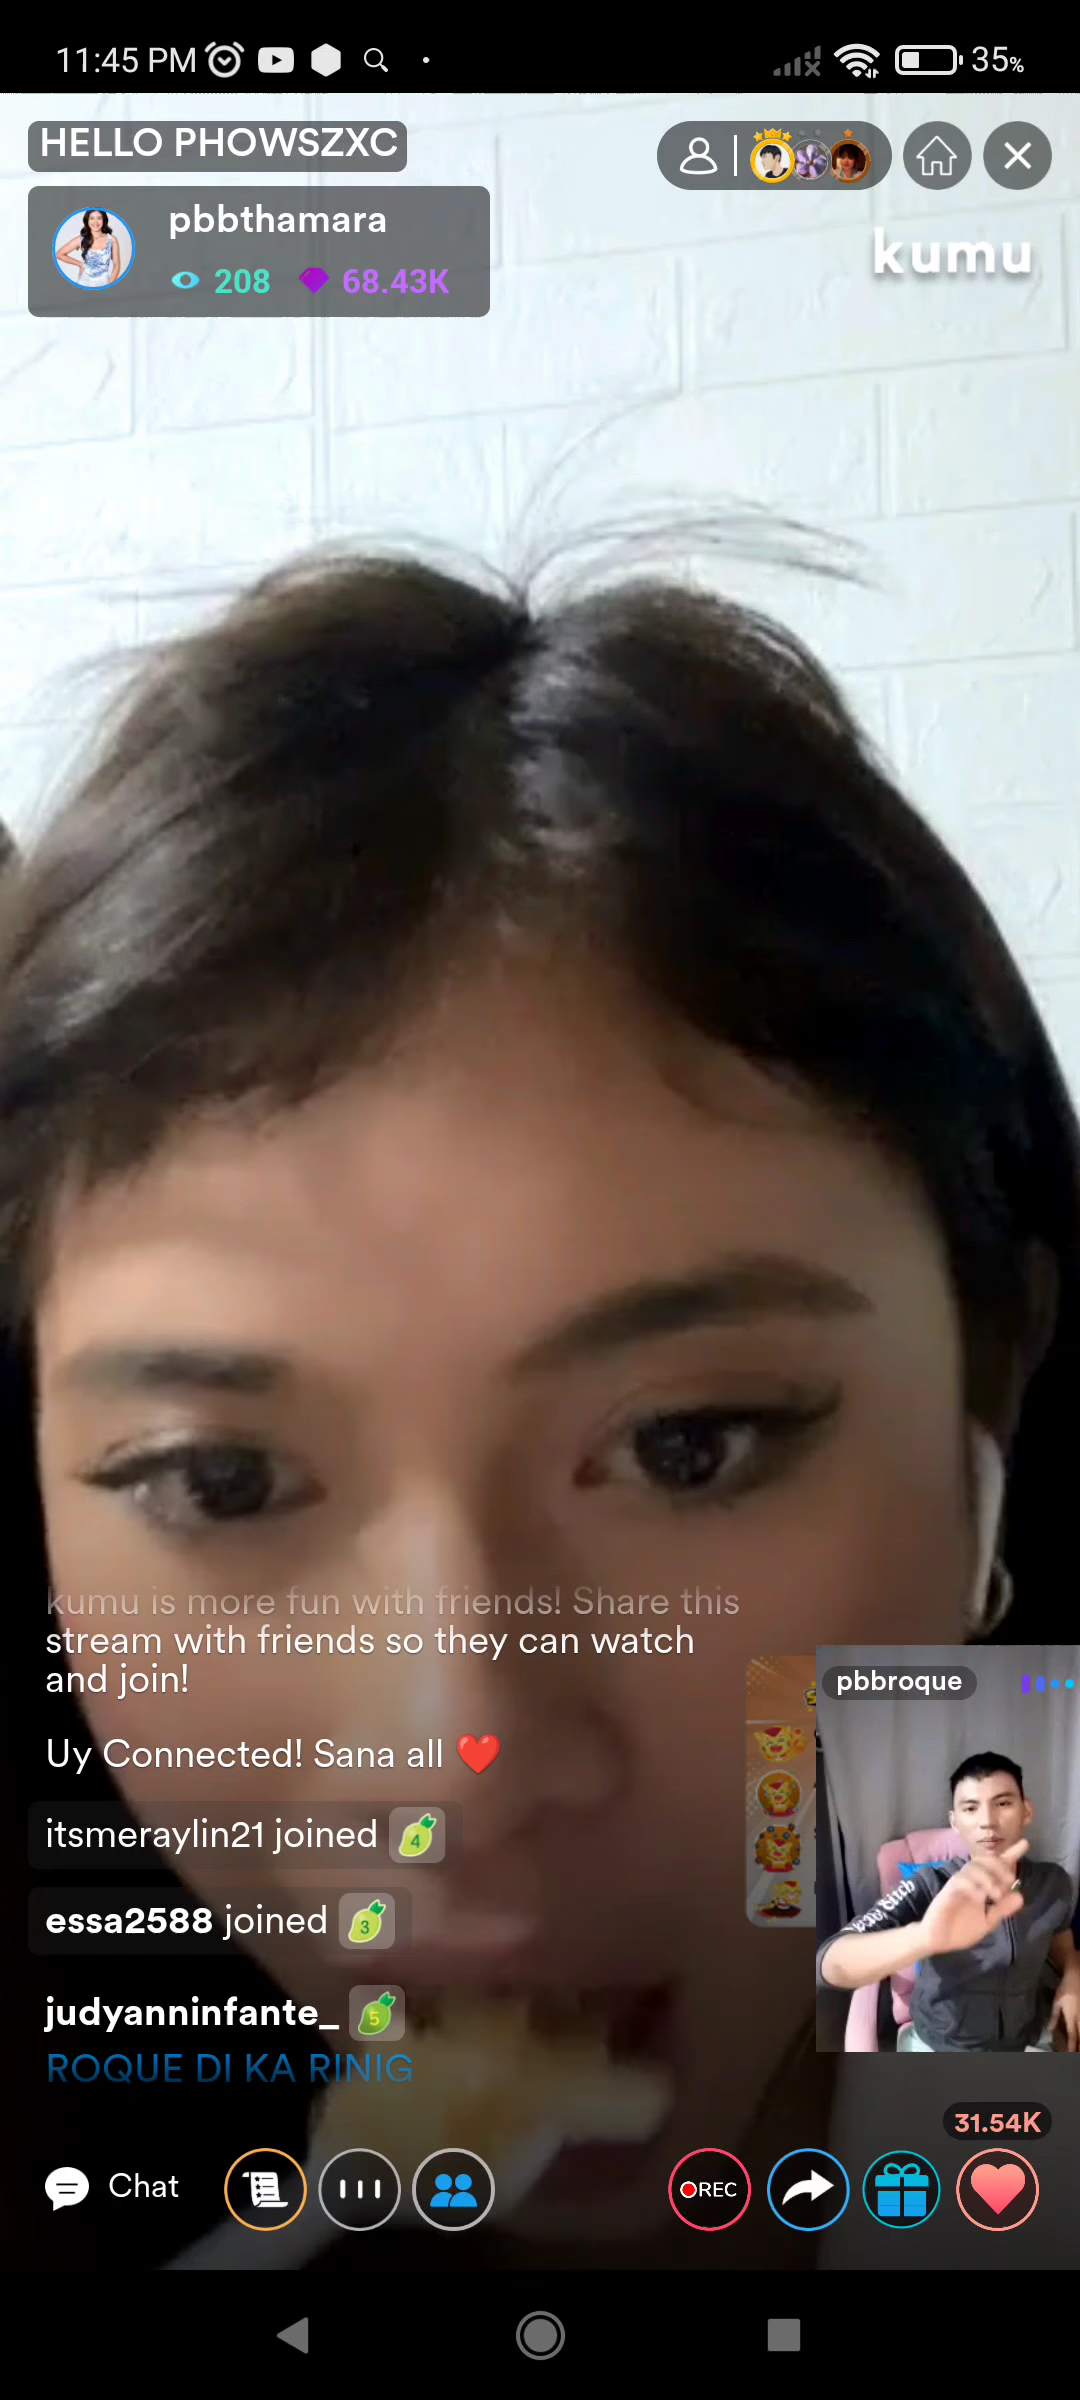 11:45 PM
35%
HELLO PHOWSZXC
pbbthamara
208 68.43K
kumu
kumu is more fun with friends! Share this
stream with friends so they can watch
and join!
Uy Connected! Sana all ❤️
itsmeraylin21 joined 4
essa2588 joined 3
judyanninfante_ 5
ROQUE DI KA RINIG
pbbroque
31.54K
Chat
REC